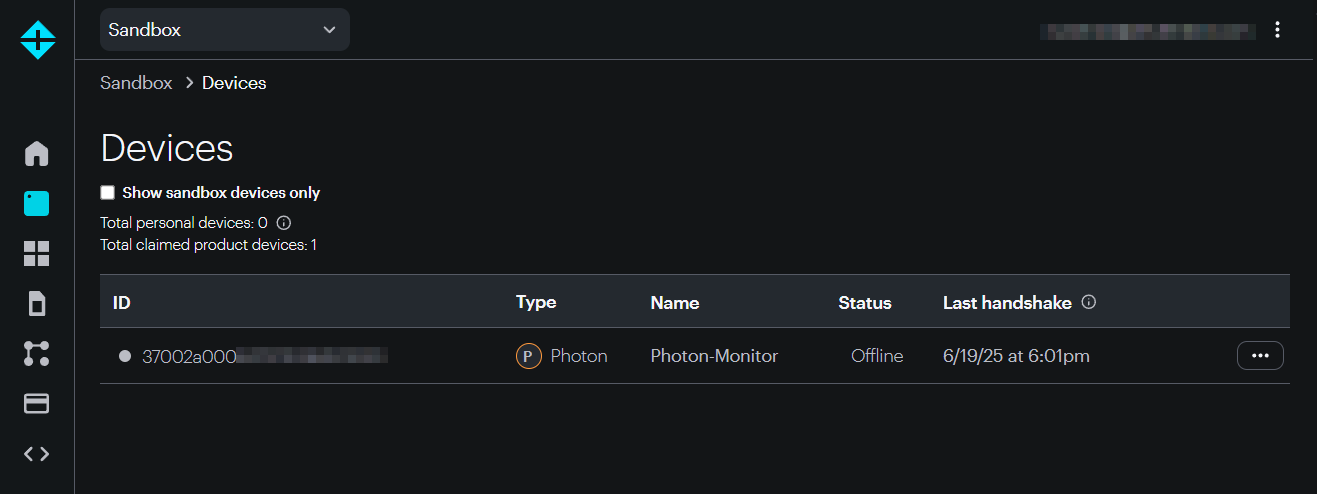 Sandbox
Sandbox > Devices
Devices
Show sandbox devices only
Total personal devices: 0
Total claimed product devices: 1
ID Type Name Status Last handshake
37002a000 P Photon Photon-Monitor Offline 6/19/25 at 6:01pm